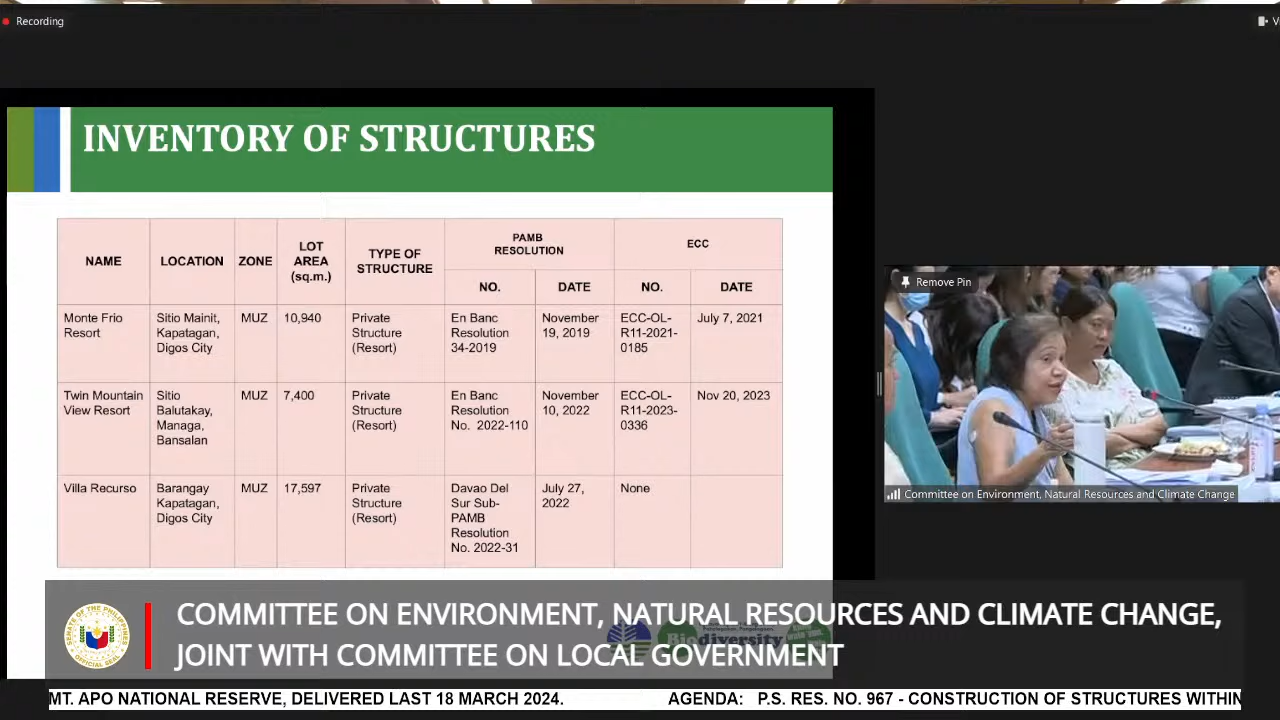 Recording
V
INVENTORY OF STRUCTURES
NAME
LOCATION
ZONE
LOT
AREA
(sq.m.)
TYPE OF
STRUCTURE
PAMB
RESOLUTION
ECC
NO.
DATE
NO.
DATE
Monte Frio
Resort
Sitio Mainit,
Kapatagan,
Digos City
MUZ
10,940
Private
Structure
(Resort)
En Banc
Resolution
34-2019
November
19, 2019
ECC-OL-
R11-2021-
0185
July 7, 2021
Twin Mountain
View Resort
Sitio
Balutakay,
Managa,
Bansalan
MUZ
7,400
Private
Structure
(Resort)
En Banc
Resolution
No. 2022-110
November
10, 2022
ECC-OL-
R11-2023-
0336
Nov 20, 2023
Villa Recurso
Barangay
Kapatagan,
Digos City
MUZ
17,597
Private
Structure
(Resort)
Davao Del
Sur Sub-
PAMB
Resolution
No. 2022-31
July 27,
2022
None
Remove Pin
Committee on Environment, Natural Resources and Climate Change
Biodiversity
COMMITTEE ON ENVIRONMENT, NATURAL RESOURCES AND CLIMATE CHANGE,
JOINT WITH COMMITTEE ON LOCAL GOVERNMENT
SENATE OF THE PHILIPPINES
OFFICIAL SEAL
MT. APO NATIONAL RESERVE, DELIVERED LAST 18 MARCH 2024. AGENDA: P.S. RES. NO. 967 - CONSTRUCTION OF STRUCTURES WITHIN